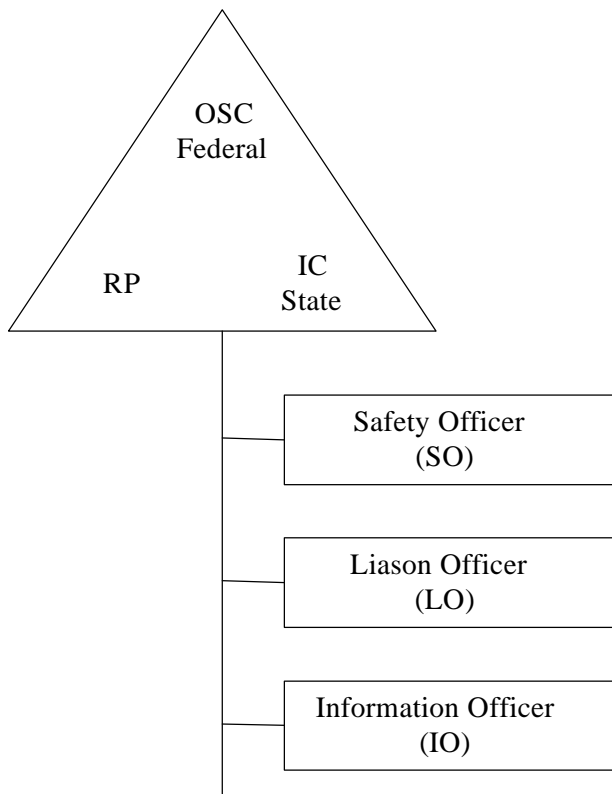 OSC
Federal
RP
IC
State
Safety Officer
(SO)
Liason Officer
(LO)
Information Officer
(IO)